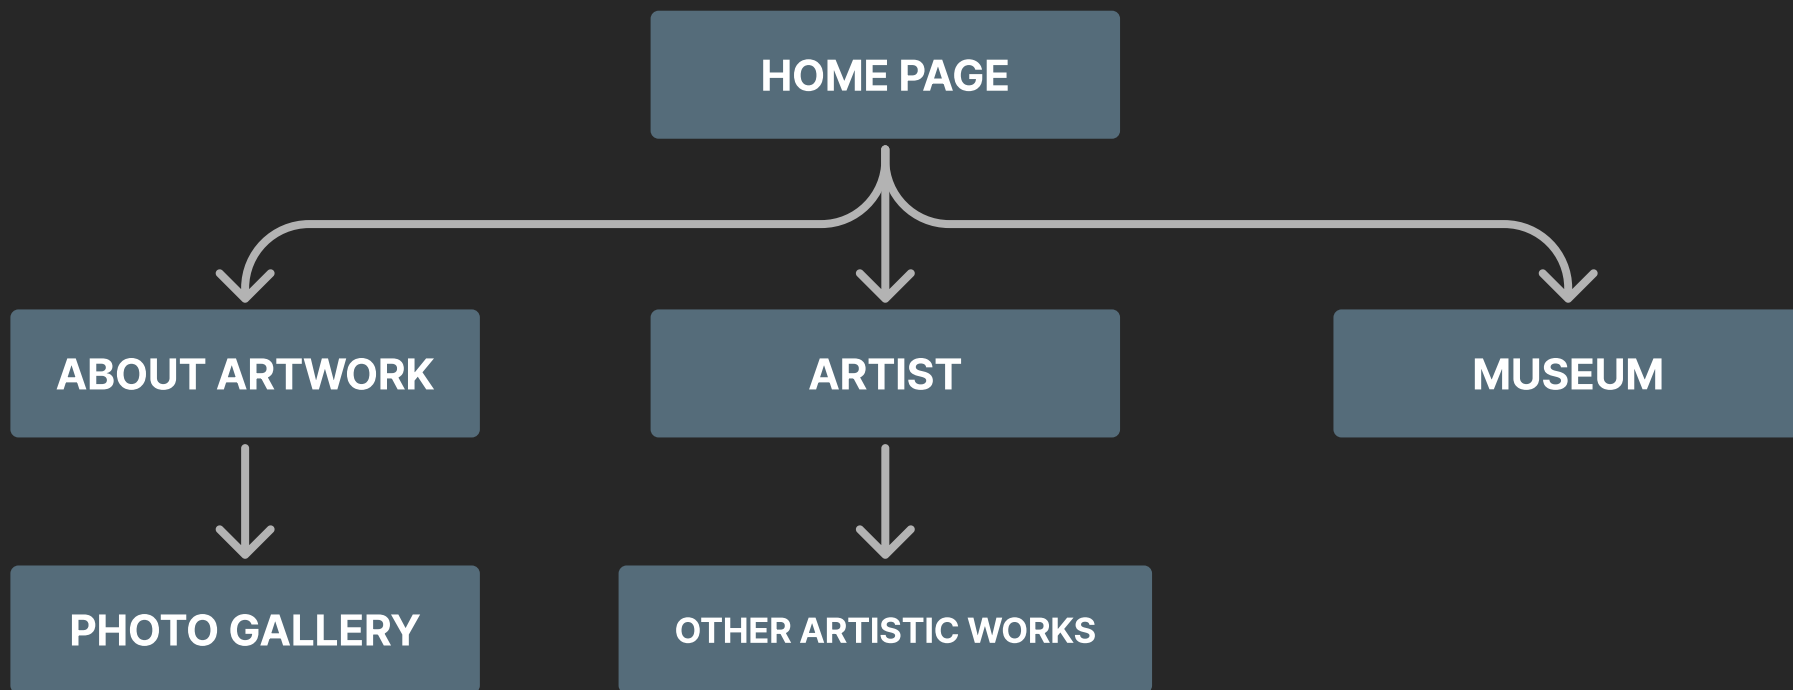 HOME PAGE
ABOUT ARTWORK
ARTIST
MUSEUM
PHOTO GALLERY
OTHER ARTISTIC WORKS